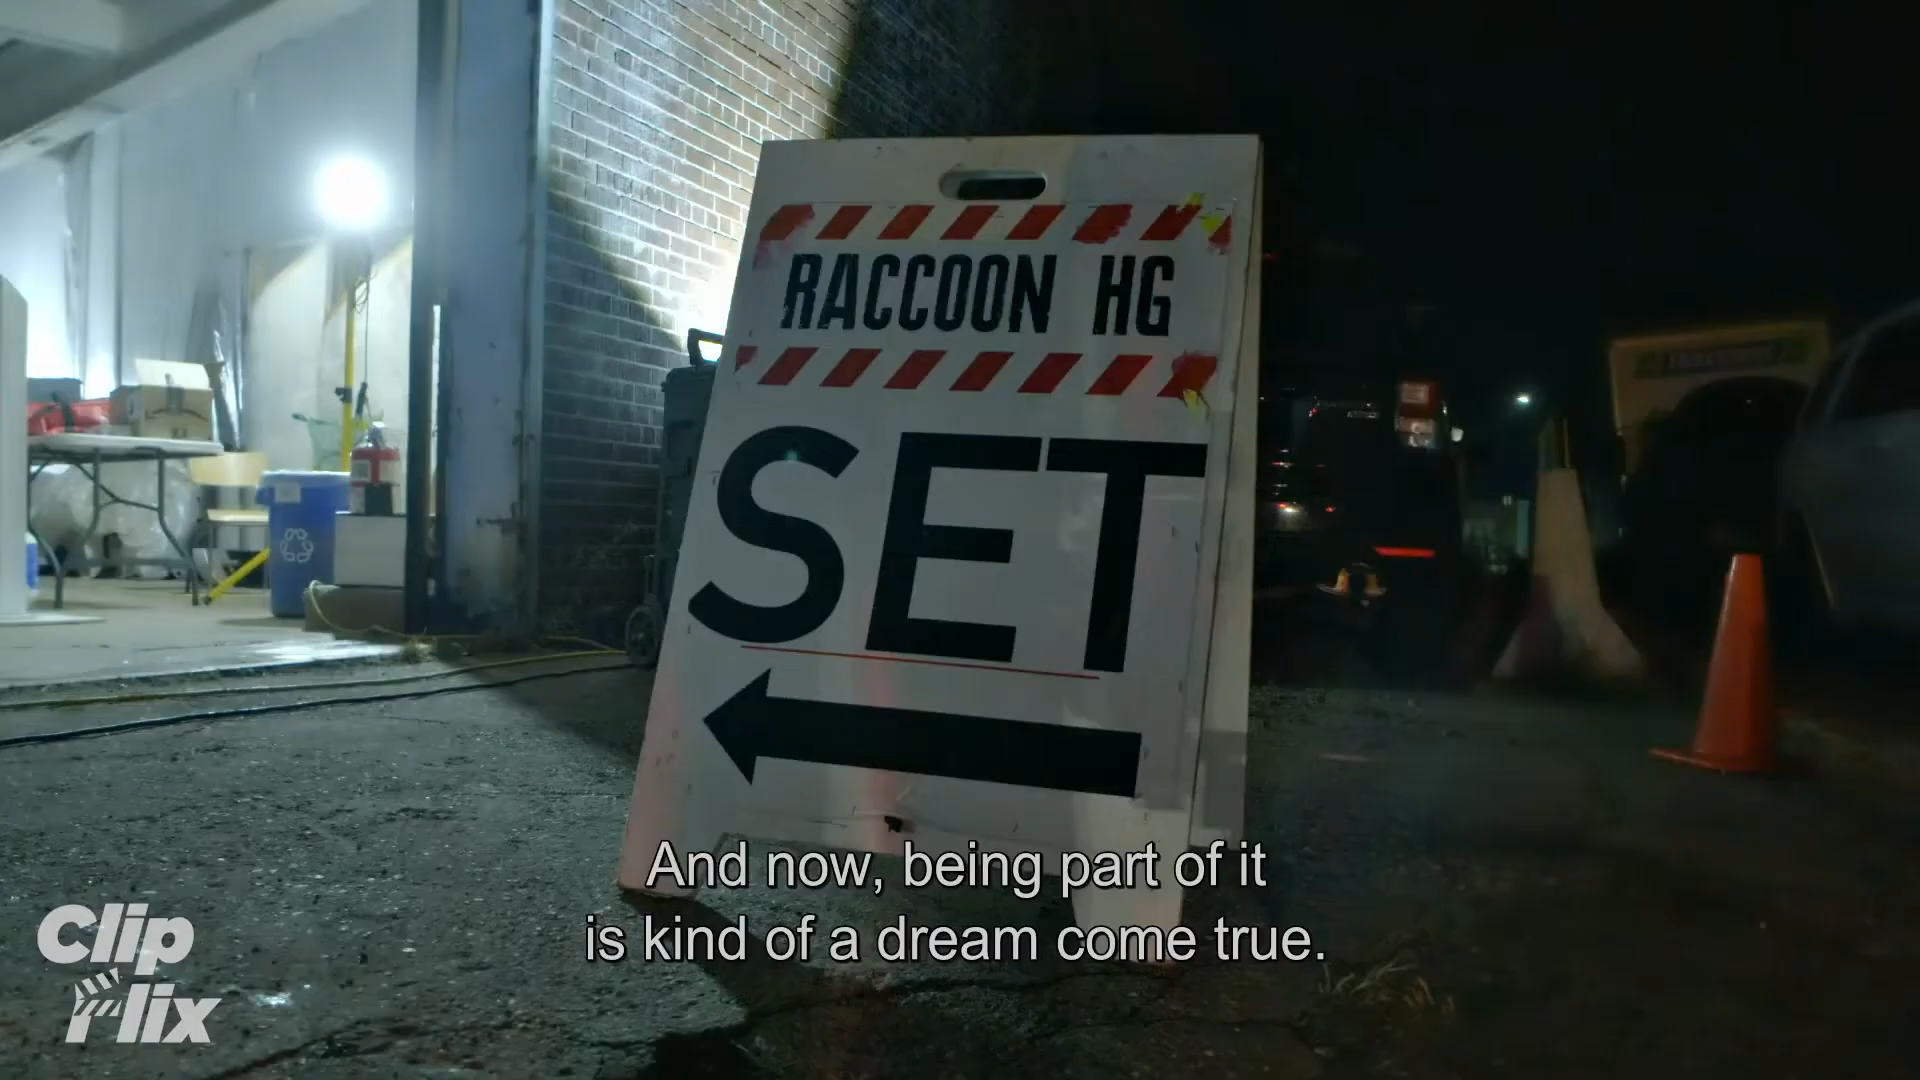 RACCOON HG
SET
And now, being part of it
is kind of a dream come true.
Clip
Flix